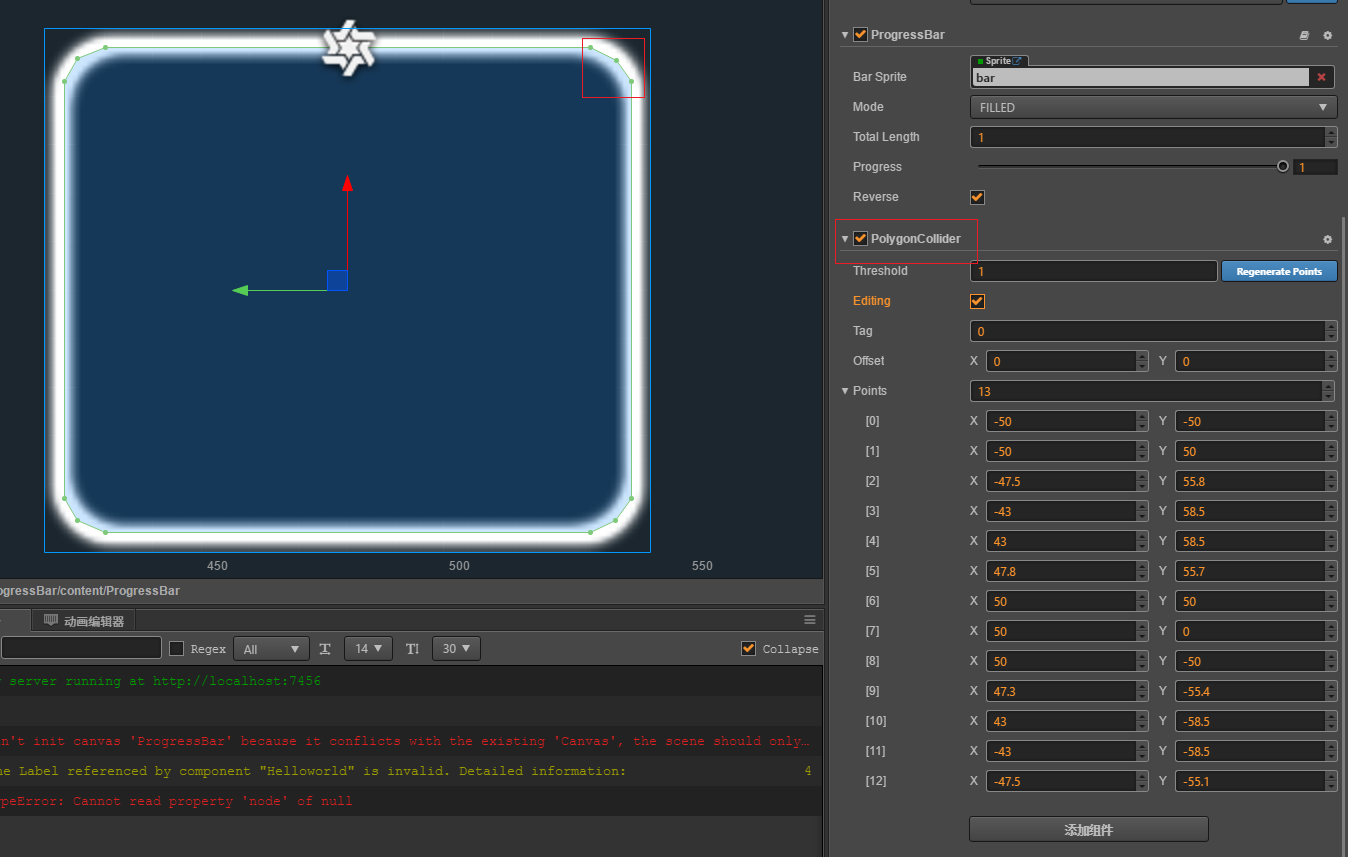 450
500
550
ogressBar/content/ProgressBar
动画编辑器
Regex
All
14
30
Collapse
server running at http://localhost:7456
n't init canvas 'ProgressBar' because it conflicts with the existing 'Canvas', the scene should only…
ne Label referenced by component "Helloworld" is invalid. Detailed information: 4
peError: Cannot read property 'node' of null
ProgressBar
Sprite
Bar Sprite bar
Mode FILLED
Total Length 1
Progress 1
Reverse
PolygonCollider
Threshold 1 Regenerate Points
Editing
Tag 0
Offset X 0 Y 0
Points 13
[0] X -50 Y -50
[1] X -50 Y 50
[2] X -47.5 Y 55.8
[3] X -43 Y 58.5
[4] X 43 Y 58.5
[5] X 47.8 Y 55.7
[6] X 50 Y 50
[7] X 50 Y 0
[8] X 50 Y -50
[9] X 47.3 Y -55.4
[10] X 43 Y -58.5
[11] X -43 Y -58.5
[12] X -47.5 Y -55.1
添加组件